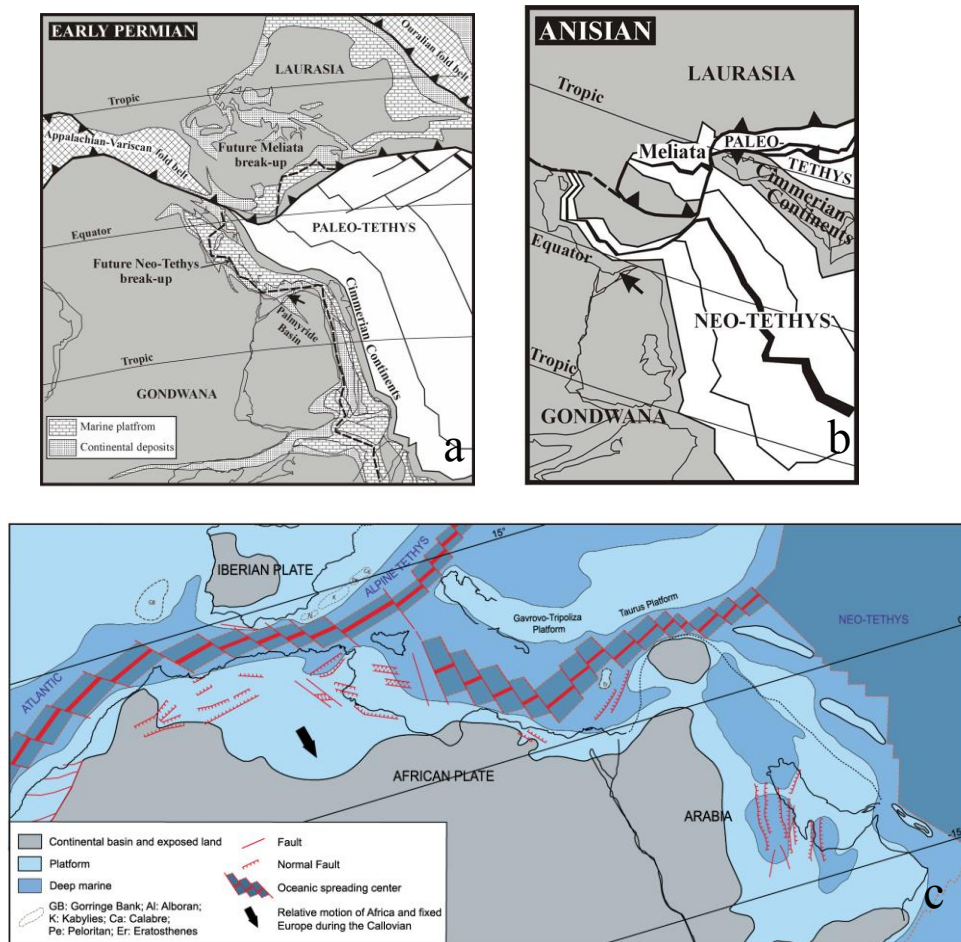 EARLY PERMIAN
Ouralian fold belt
LAURASIA
Tropic
Appalachian-Variscan fold belt
Future Meliata
break-up
PALEO-TETHYS
Equator
Future Neo-Tethys
break-up
Palmyride
Basin
Cimmerian Continents
Tropic
GONDWANA
Marine platfrom
Continental deposits
a
ANISIAN
LAURASIA
Tropic
Meliata
PALEO-
TETHYS
Cimmerian
Continents
Equator
NEO-TETHYS
Tropic
GONDWANA
b
15°
IBERIAN PLATE
ALPINE TETHYS
Gavrovo-Tripoliza
Platform
Taurus Platform
NEO-TETHYS
ATLANTIC
AFRICAN PLATE
ARABIA
-15°
Continental basin and exposed land
Platform
Deep marine
GB: Gorringe Bank; Al: Alboran;
K: Kabylies; Ca: Calabre;
Pe: Peloritan; Er: Eratosthenes
Fault
Normal Fault
Oceanic spreading center
Relative motion of Africa and fixed
Europe during the Callovian
c